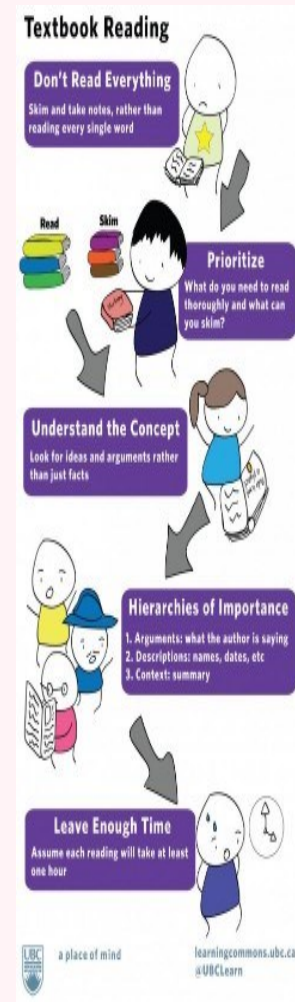 Textbook Reading
Don't Read Everything
Skim and take notes, rather than
reading every single word
Read
Skim
Prioritize
What do you need to read
thoroughly and what can
you skim?
Understand the Concept
Look for ideas and arguments rather
than just facts
Hierarchies of Importance
1. Arguments: what the author is saying
2. Descriptions: names, dates, etc
3. Context: summary
Leave Enough Time
Assume each reading will take at least
one hour
UBC
a place of mind
learningcommons.ubc.ca
@UBCLearn